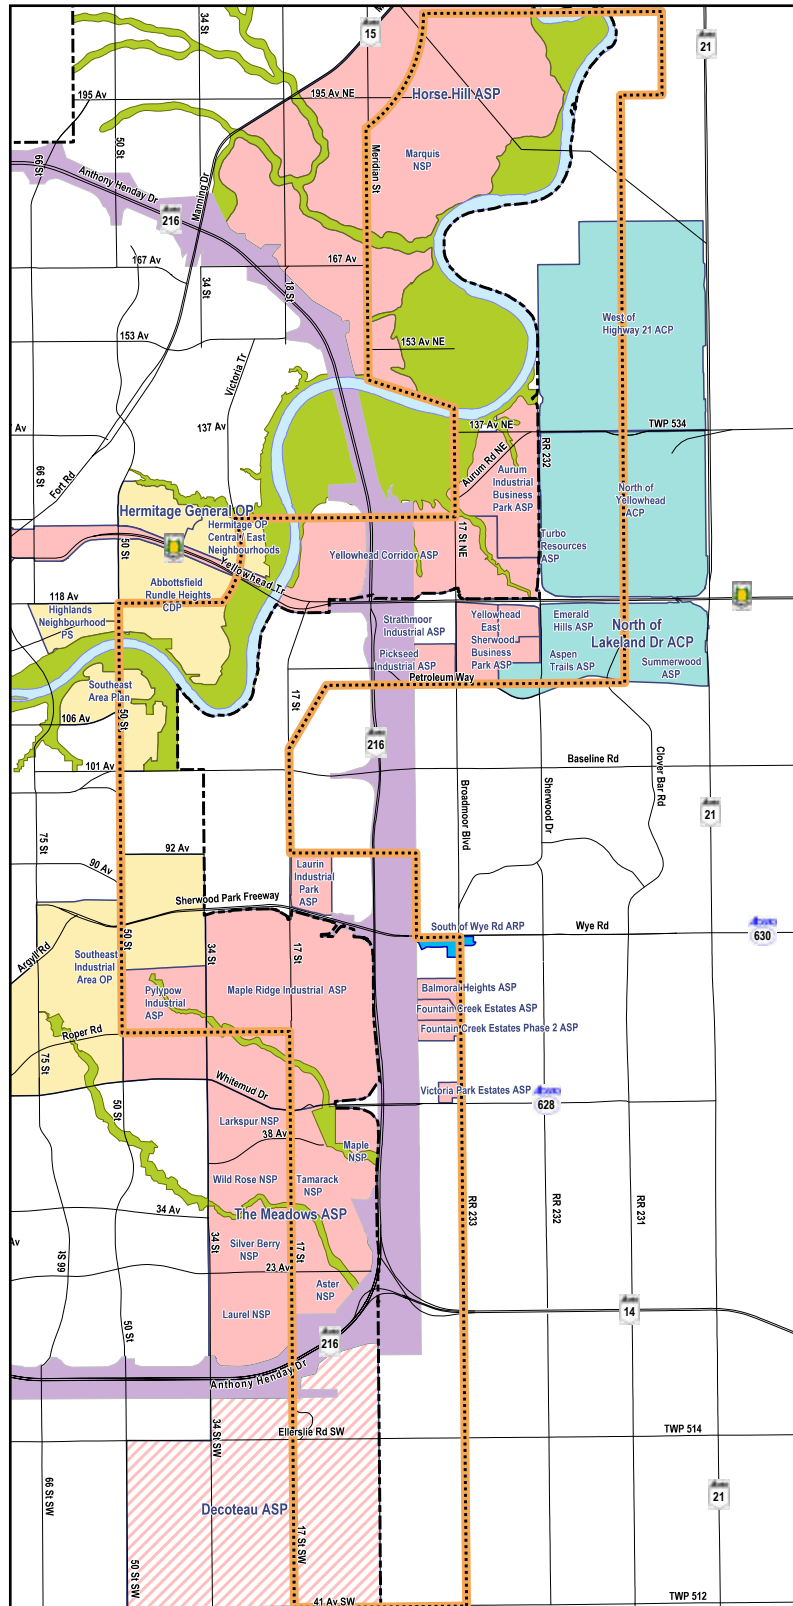 34 St
15
21
195 Av
195 Av NE
Horse Hill ASP
50 St
66 St
Meridian St
Marquis
NSP
Anthony Henday Dr
216
Manning Dr
167 Av
167 Av
34 St
18 St
153 Av
153 Av NE
West of
Highway 21 ACP
Victoria Tr
137 Av
Av
137 Av NE
TWP 534
RR 232
66 St
Fort Rd
Aurum Rd NE
Aurum
Industrial
Business
Park ASP
North of
Yellowhead
ACP
Hermitage General OP
Hermitage OP
Central / East
Neighbourhoods
50 St
17 St NE
Turbo
Resources
ASP
Yellowhead Corridor ASP
Yellowhead Tr
Abbottsfield
Rundle Heights
CDP
118 Av
Highlands
Neighbourhood
PS
Strathmoor
Industrial ASP
Yellowhead
East
Sherwood
Business
Park ASP
Emerald
Hills ASP
North of
Lakeland Dr ACP
Pickseed
Industrial ASP
Aspen
Trails ASP
Summerwood
ASP
Petroleum Way
Southeast
Area Plan
17 St
106 Av
50 St
216
101 Av
Baseline Rd
Clover Bar Rd
Broadmoor Blvd
Sherwood Dr
21
75 St
92 Av
90 Av
Laurin
Industrial
Park
ASP
Sherwood Park Freeway
South of Wye Rd ARP
Wye Rd
630
Argyll Rd
50 St
34 St
17 St
Southeast
Industrial
Area OP
Pylypow
Industrial
ASP
Maple Ridge Industrial ASP
Balmoral Heights ASP
Fountain Creek Estates ASP
Fountain Creek Estates Phase 2 ASP
Roper Rd
75 St
Whitemud Dr
Victoria Park Estates ASP
628
50 St
Larkspur NSP
38 Av
Maple
NSP
Wild Rose NSP
Tamarack
NSP
34 Av
The Meadows ASP
RR 233
RR 232
RR 231
Av
66 St
34 St
Silver Berry
NSP
17 St
23 Av
Aster
NSP
Laurel NSP
50 St
14
216
Anthony Henday Dr
34 St SW
Ellerslie Rd SW
TWP 514
66 St SW
21
Decoteau ASP
17 St SW
50 St SW
41 Av SW
TWP 512